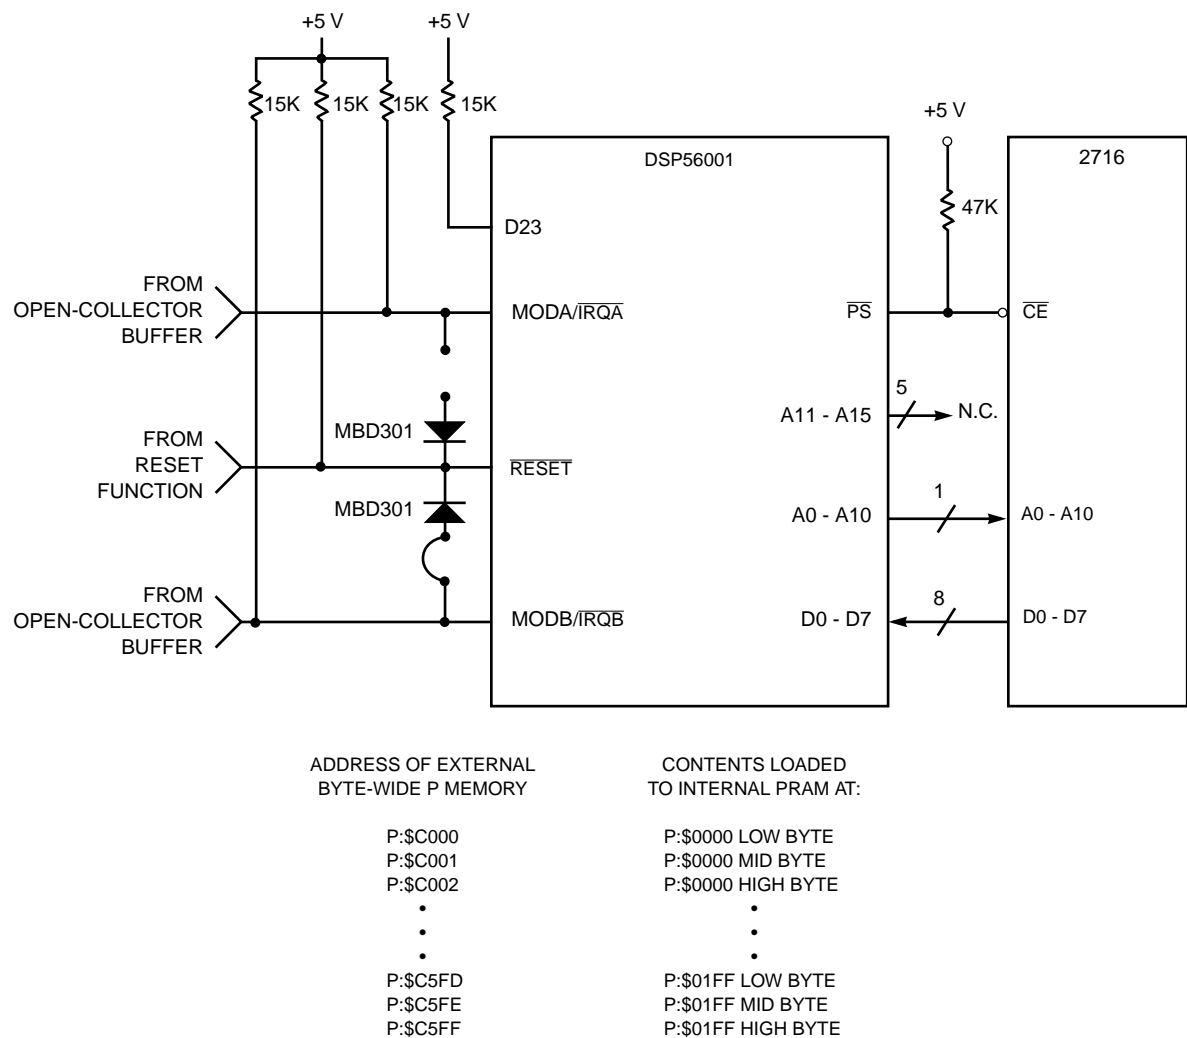 +5 V
+5 V
15K
15K
15K
15K
+5 V
DSP56001
2716
47K
D23
FROM
OPEN-COLLECTOR
BUFFER
MODA/IRQA
PS
CE
5
A11 - A15
N.C.
MBD301
FROM
RESET
FUNCTION
RESET
MBD301
1
A0 - A10
A0 - A10
FROM
OPEN-COLLECTOR
BUFFER
MODB/IRQB
8
D0 - D7
D0 - D7
ADDRESS OF EXTERNAL
BYTE-WIDE P MEMORY
CONTENTS LOADED
TO INTERNAL PRAM AT:
P:$C000
P:$0000 LOW BYTE
P:$C001
P:$0000 MID BYTE
P:$C002
P:$0000 HIGH BYTE
•
•
•
•
•
•
P:$C5FD
P:$01FF LOW BYTE
P:$C5FE
P:$01FF MID BYTE
P:$C5FF
P:$01FF HIGH BYTE